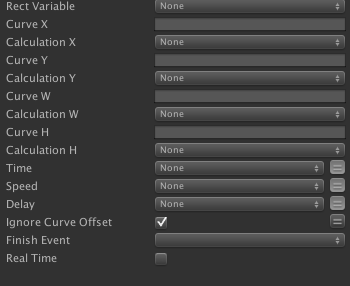 Rect Variable None
Curve X
Calculation X None
Curve Y
Calculation Y None
Curve W
Calculation W None
Curve H
Calculation H None
Time None
Speed None
Delay None
Ignore Curve Offset
Finish Event
Real Time